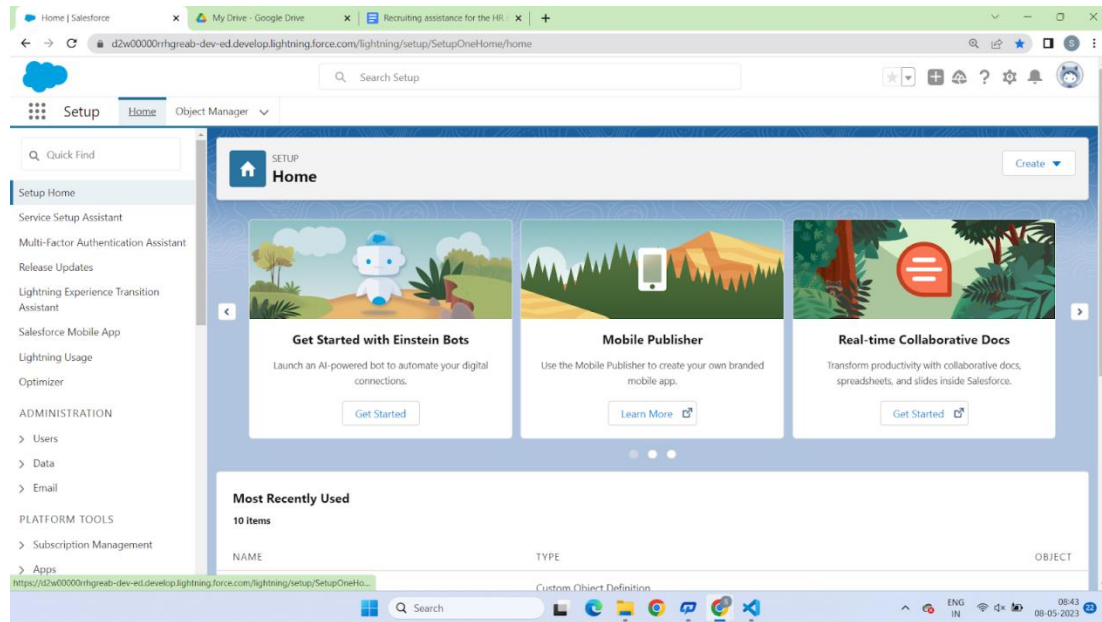 Home | Salesforce
My Drive - Google Drive
Recruiting assistance for the HR
d2w00000rrhgreab-dev-ed.develop.lightning.force.com/lightning/setup/SetupOneHome/home
S
Search Setup
Setup
Home
Object Manager
Quick Find
Setup Home
Service Setup Assistant
Multi-Factor Authentication Assistant
Release Updates
Lightning Experience Transition
Assistant
Salesforce Mobile App
Lightning Usage
Optimizer
ADMINISTRATION
Users
Data
Email
PLATFORM TOOLS
Subscription Management
Apps
SETUP
Home
Create
Get Started with Einstein Bots
Launch an AI-powered bot to automate your digital
connections.
Get Started
Mobile Publisher
Use the Mobile Publisher to create your own branded
mobile app.
Learn More
Real-time Collaborative Docs
Transform productivity with collaborative docs,
spreadsheets, and slides inside Salesforce.
Get Started
Most Recently Used
10 items
NAME TYPE OBJECT
Custom Object Definition
https://d2w00000rrhgreab-dev-ed.develop.lightning.force.com/lightning/setup/SetupOneHo...
Search
ENG
IN
08:43
08-05-2023
22